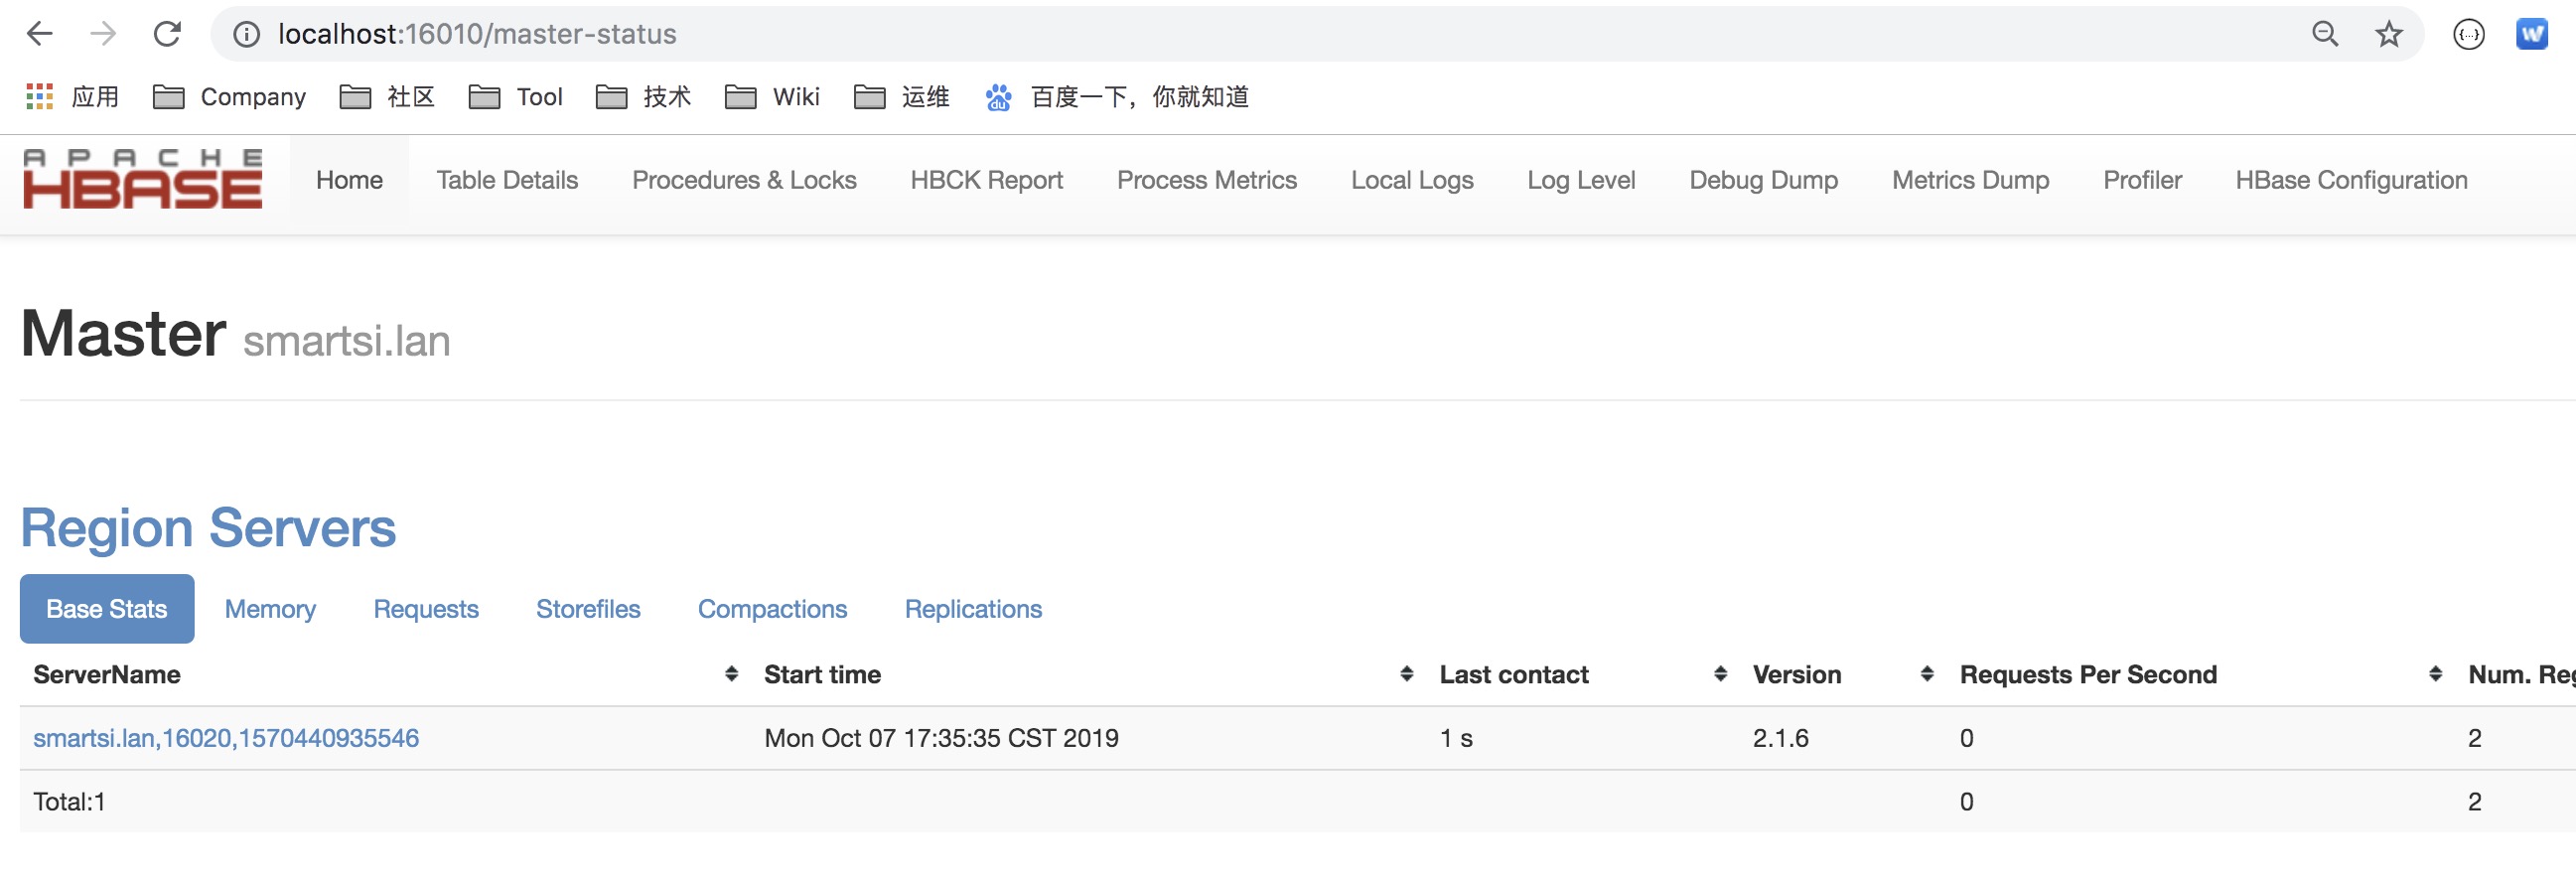 localhost:16010/master-status
应用 Company 社区 Tool 技术 Wiki 运维 百度一下，你就知道
APACHE
HBASE Home Table Details Procedures & Locks HBCK Report Process Metrics Local Logs Log Level Debug Dump Metrics Dump Profiler HBase Configuration
Master smartsi.lan
Region Servers
Base Stats Memory Requests Storefiles Compactions Replications
ServerName Start time Last contact Version Requests Per Second Num. Reg
smartsi.lan,16020,1570440935546 Mon Oct 07 17:35:35 CST 2019 1 s 2.1.6 0 2
Total:1 0 2